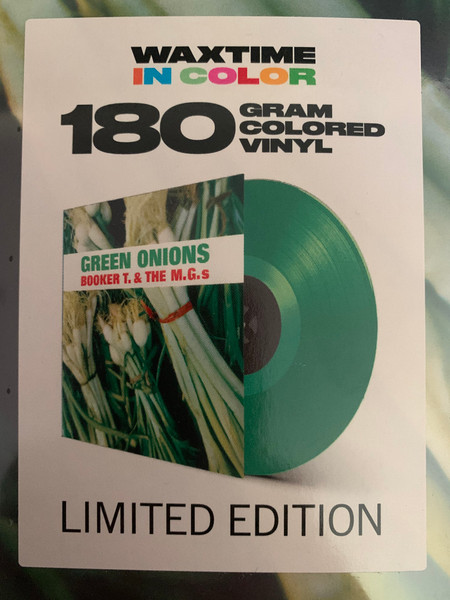 WAXTIME
IN COLOR
180 GRAM
COLORED
VINYL
GREEN ONIONS
BOOKER T. & THE M.G.s
LIMITED EDITION